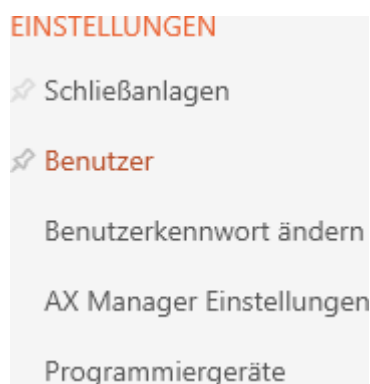 EINSTELLUNGEN
Schließanlagen
Benutzer
Benutzerkennwort ändern
AX Manager Einstellungen
Programmiergeräte